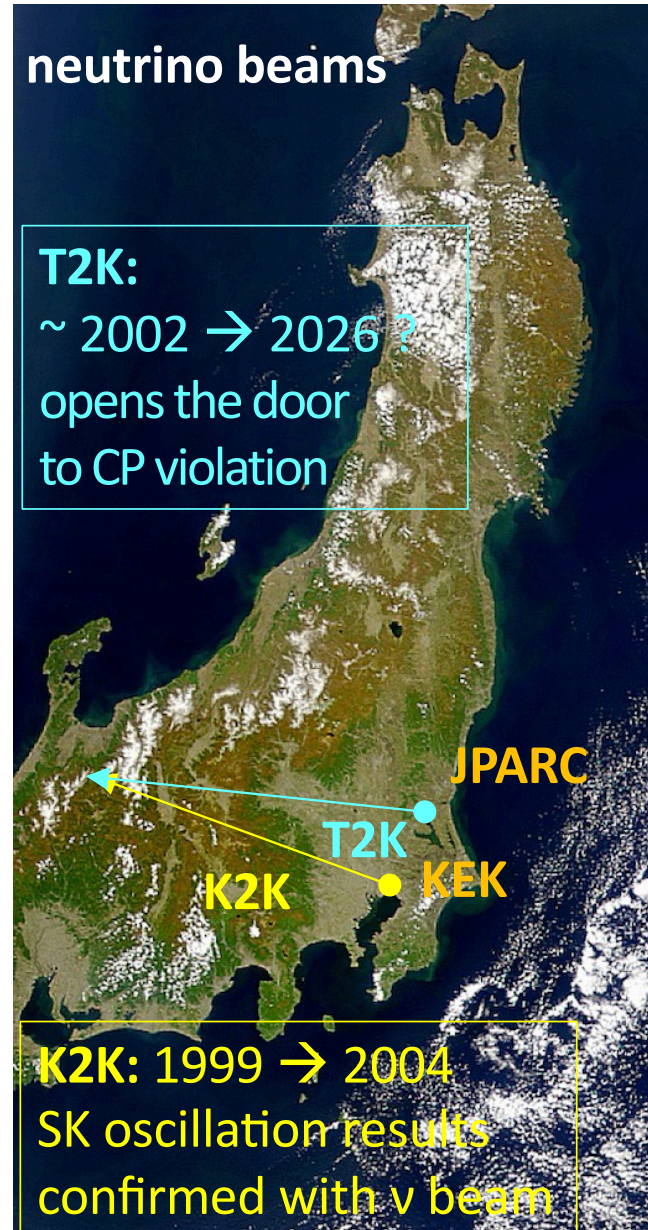 neutrino beams
T2K:
~ 2002 → 2026 ?
opens the door
to CP violation
JPARC
T2K
KEK
K2K
K2K: 1999 → 2004
SK oscillation results
confirmed with ν beam